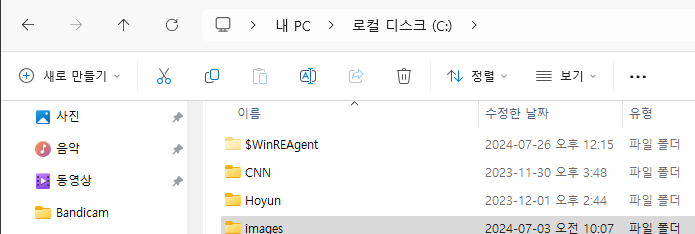 내 PC 로컬 디스크 (C:)
새로 만들기 정렬 보기
이름 수정한 날짜 유형
사진
음악
동영상
Bandicam
$WinREAgent 2024-07-26 오후 12:15 파일 폴더
CNN 2023-11-30 오후 3:48 파일 폴더
Hoyun 2023-12-01 오후 2:44 파일 폴더
images 2024-07-03 오전 10:07 파일 폴더